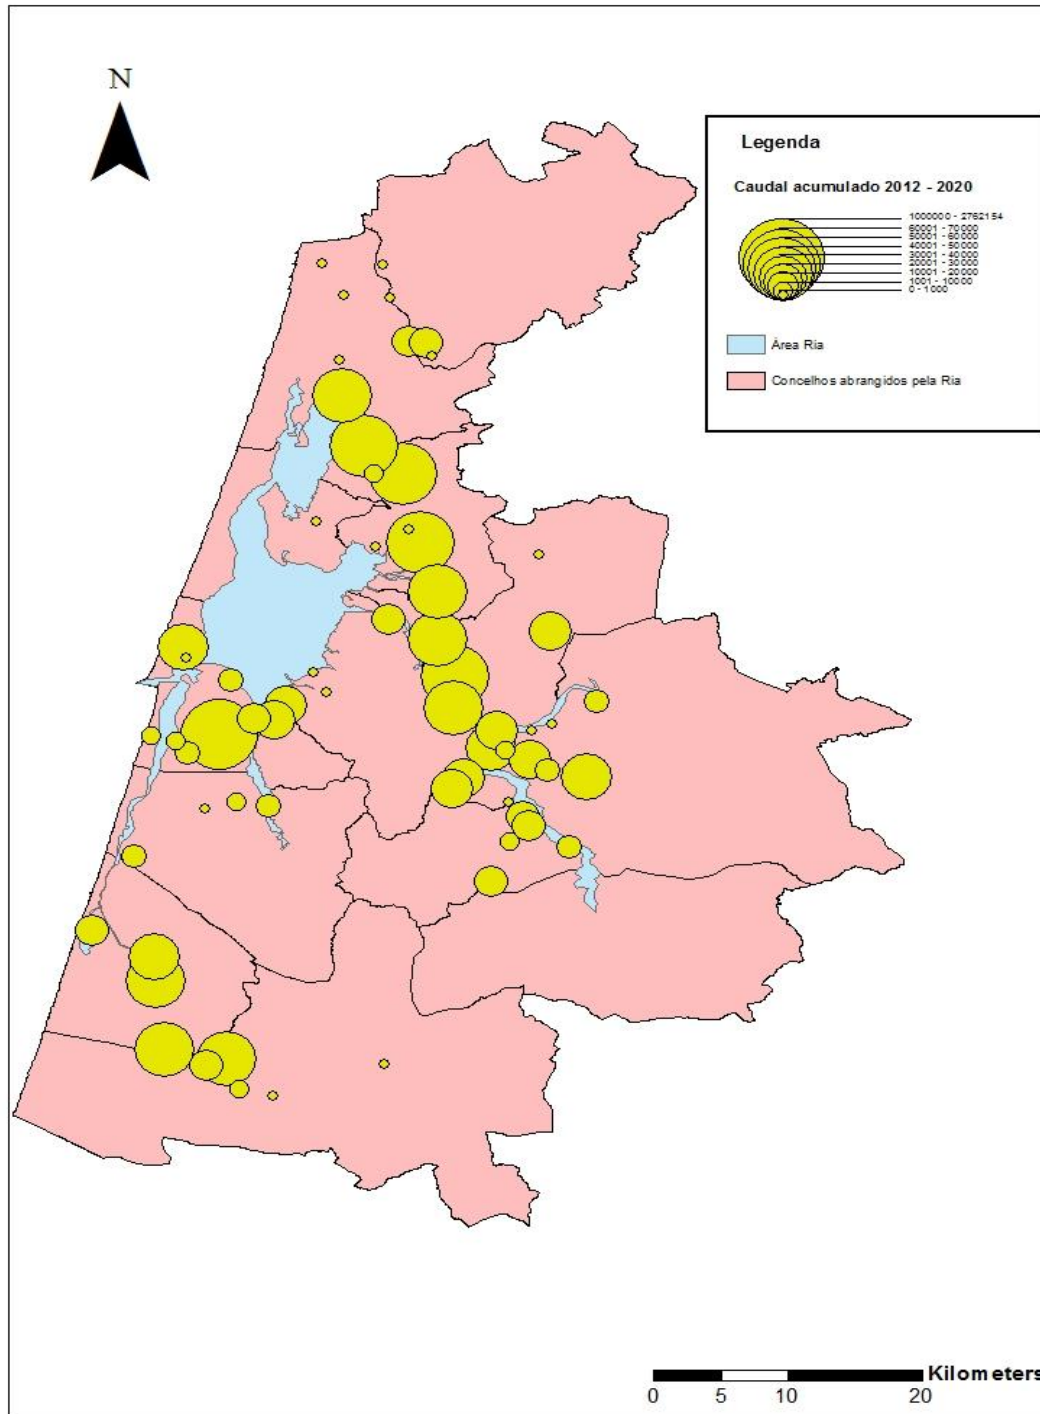 N
Legenda
Caudal acumulado 2012 - 2020
1000000 - 2762154
60001 - 70000
50001 - 60000
40001 - 50000
30001 - 40000
20001 - 30000
10001 - 20000
1001 - 10000
0 - 1000
Área Ria
Concelhos abrangidos pela Ria
Kilometers
0 5 10 20